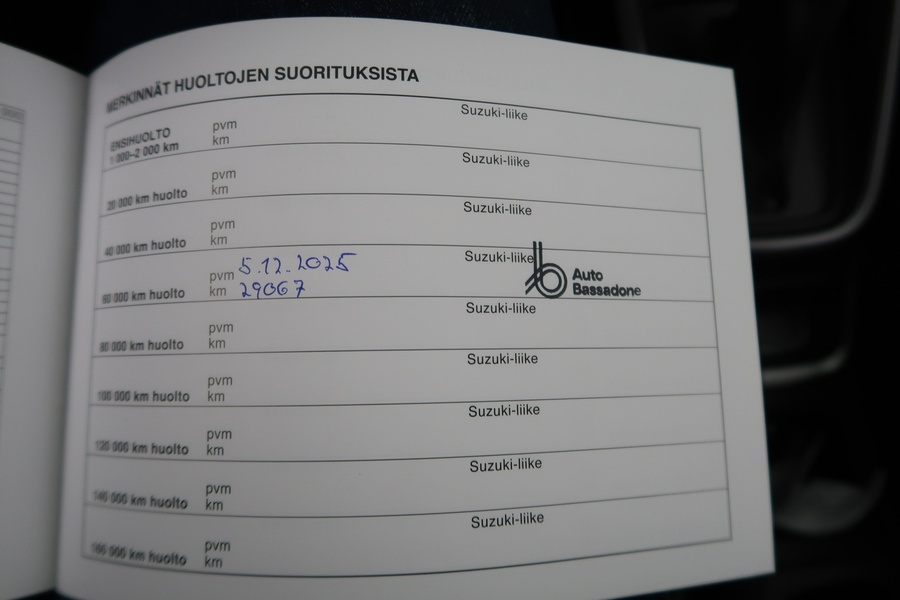 MERKINNÄT HUOLTOJEN SUORITUKSISTA
ENSIHUOLTO
1 000–2 000 km
pvm
km
Suzuki-liike
20 000 km huolto
pvm
km
Suzuki-liike
40 000 km huolto
pvm
km
Suzuki-liike
60 000 km huolto
pvm 5.12.2025
km 29067
Suzuki-liike
Auto
Bassadone
80 000 km huolto
pvm
km
Suzuki-liike
100 000 km huolto
pvm
km
Suzuki-liike
120 000 km huolto
pvm
km
Suzuki-liike
140 000 km huolto
pvm
km
Suzuki-liike
160 000 km huolto
pvm
km
Suzuki-liike